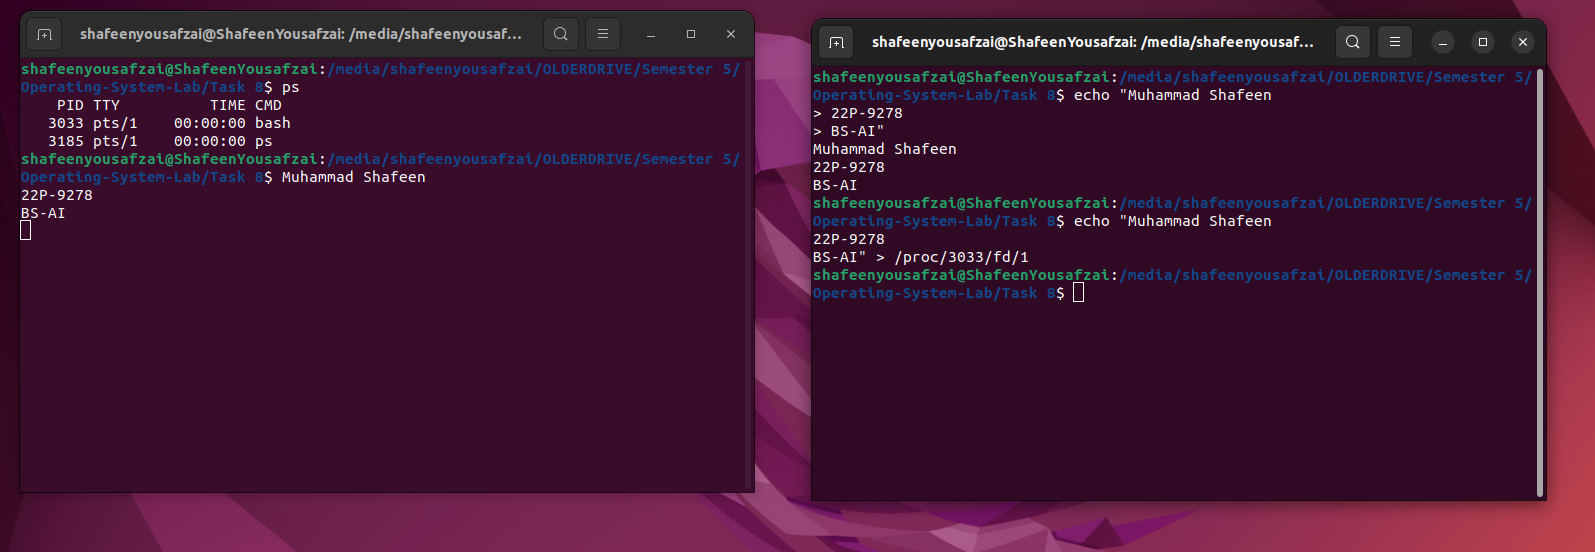 shafeenyousafzai@ShafeenYousafzai: /media/shafeenyousaf...
shafeenyousafzai@ShafeenYousafzai:/media/shafeenyousafzai/OLDERDRIVE/Semester 5/
Operating-System-Lab/Task 8$ ps
    PID TTY          TIME CMD
   3033 pts/1    00:00:00 bash
   3185 pts/1    00:00:00 ps
shafeenyousafzai@ShafeenYousafzai:/media/shafeenyousafzai/OLDERDRIVE/Semester 5/
Operating-System-Lab/Task 8$ Muhammad Shafeen
22P-9278
BS-AI
shafeenyousafzai@ShafeenYousafzai: /media/shafeenyousaf...
shafeenyousafzai@ShafeenYousafzai:/media/shafeenyousafzai/OLDERDRIVE/Semester 5/
Operating-System-Lab/Task 8$ echo "Muhammad Shafeen
> 22P-9278
> BS-AI"
Muhammad Shafeen
22P-9278
BS-AI
shafeenyousafzai@ShafeenYousafzai:/media/shafeenyousafzai/OLDERDRIVE/Semester 5/
Operating-System-Lab/Task 8$ echo "Muhammad Shafeen
22P-9278
BS-AI" > /proc/3033/fd/1
shafeenyousafzai@ShafeenYousafzai:/media/shafeenyousafzai/OLDERDRIVE/Semester 5/
Operating-System-Lab/Task 8$